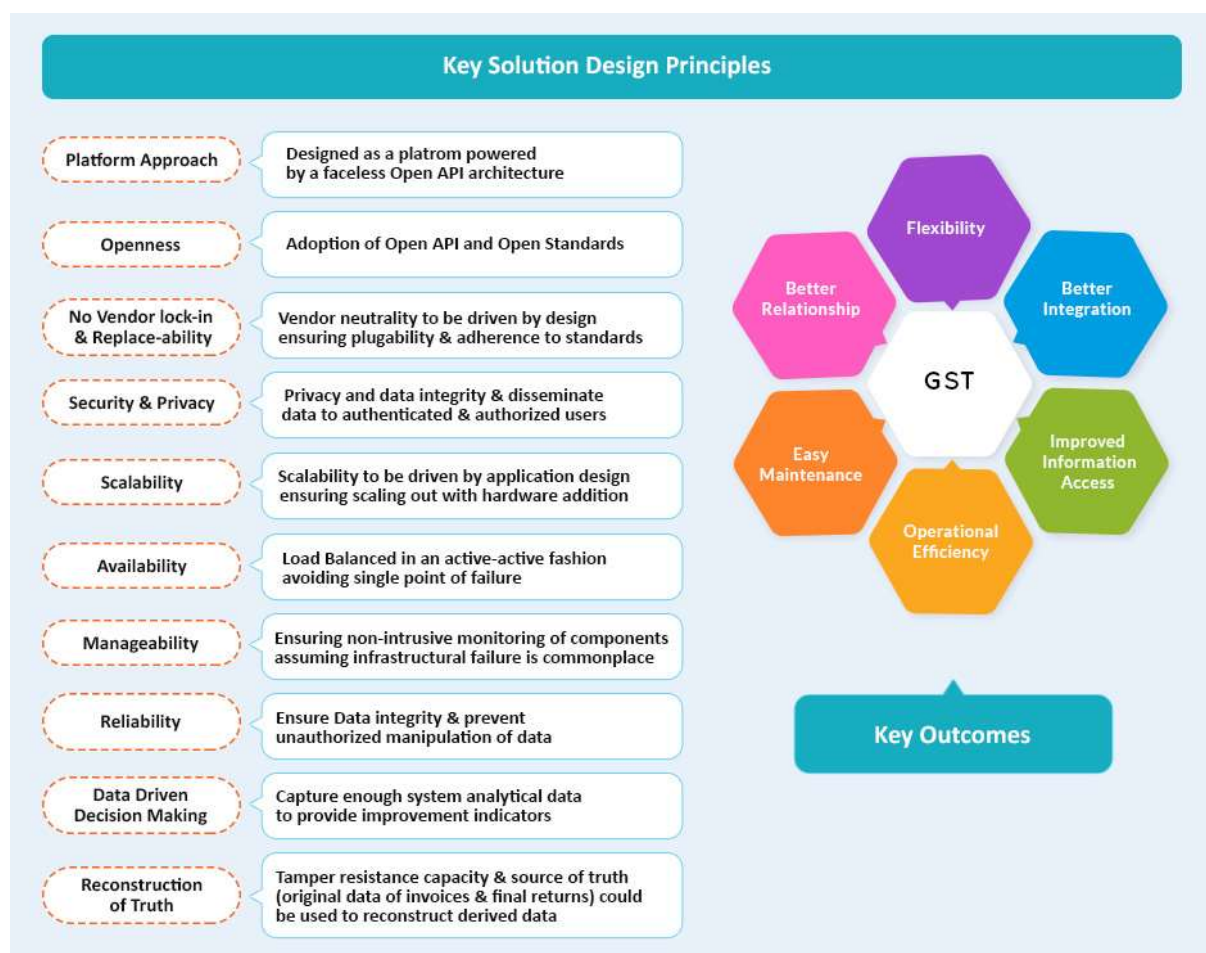 Key Solution Design Principles
Platform Approach
Designed as a platrom powered
by a faceless Open API architecture
Openness
Adoption of Open API and Open Standards
No Vendor lock-in
& Replace-ability
Vendor neutrality to be driven by design
ensuring plugability & adherence to standards
Security & Privacy
Privacy and data integrity & disseminate
data to authenticated & authorized users
Scalability
Scalability to be driven by application design
ensuring scaling out with hardware addition
Availability
Load Balanced in an active-active fashion
avoiding single point of failure
Manageability
Ensuring non-intrusive monitoring of components
assuming infrastructural failure is commonplace
Reliability
Ensure Data integrity & prevent
unauthorized manipulation of data
Data Driven
Decision Making
Capture enough system analytical data
to provide improvement indicators
Reconstruction
of Truth
Tamper resistance capacity & source of truth
(original data of invoices & final returns) could
be used to reconstruct derived data
Flexibility
Better
Relationship
Better
Integration
GST
Easy
Maintenance
Improved
Information
Access
Operational
Efficiency
Key Outcomes